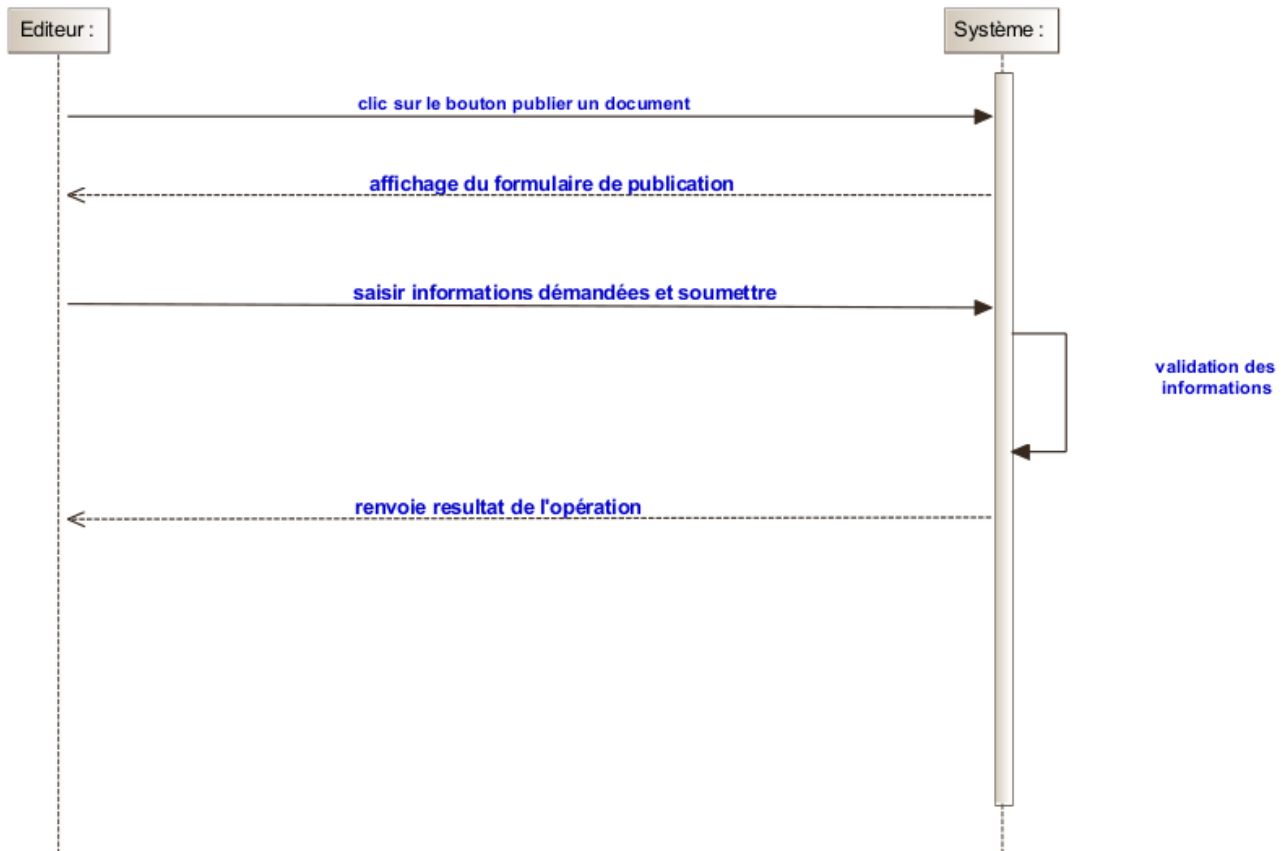 Editeur :
Système :
clic sur le bouton publier un document
affichage du formulaire de publication
saisir informations démandées et soumettre
validation des
informations
renvoie resultat de l'opération